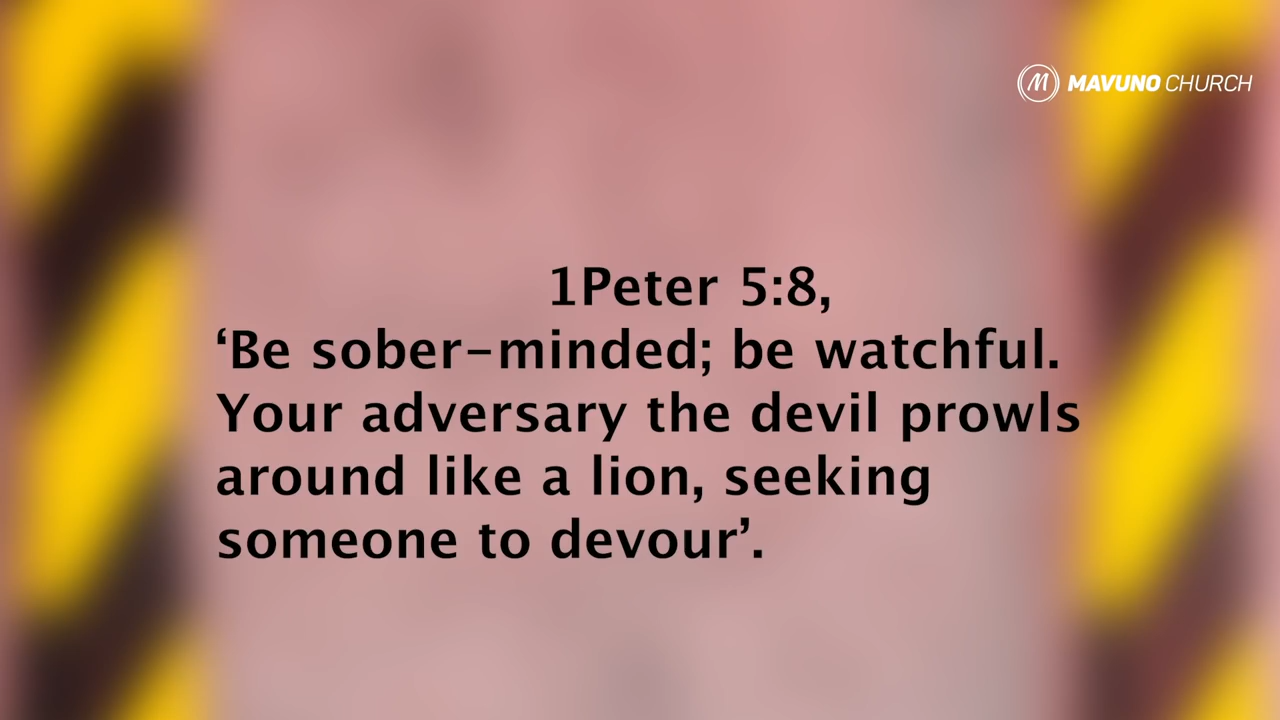 MAVUNO CHURCH
1Peter 5:8,
‘Be sober-minded; be watchful.
Your adversary the devil prowls
around like a lion, seeking
someone to devour’.